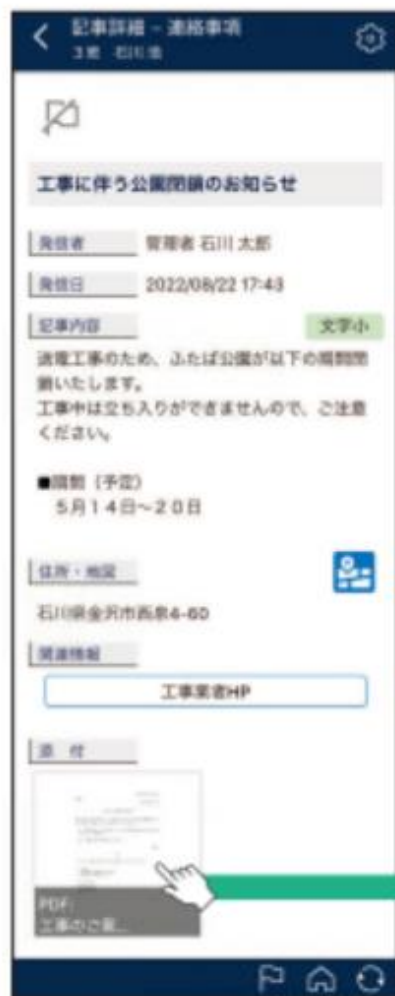 記事詳細 - 連絡事項
工事に伴う公園閉鎖のお知らせ
発信者 管理者 石川 太郎
発信日 2022/08/22 17:43
記事内容 文字小
送電工事のため、ふたば公園が以下の期間閉
鎖いたします。
工事中は立ち入りができませんので、ご注意
ください。
■期間(予定)
5月14日~20日
住所・地図
石川県金沢市西泉4-60
関連情報
工事業者HP
添 付
PDF:
工事のご案...